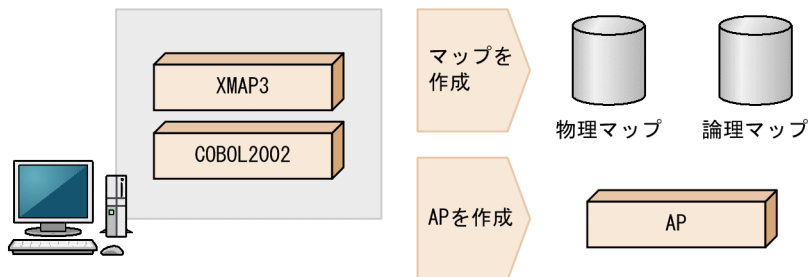 XMAP3
COBOL2002
マップを
作成
物理マップ
論理マップ
APを作成
AP